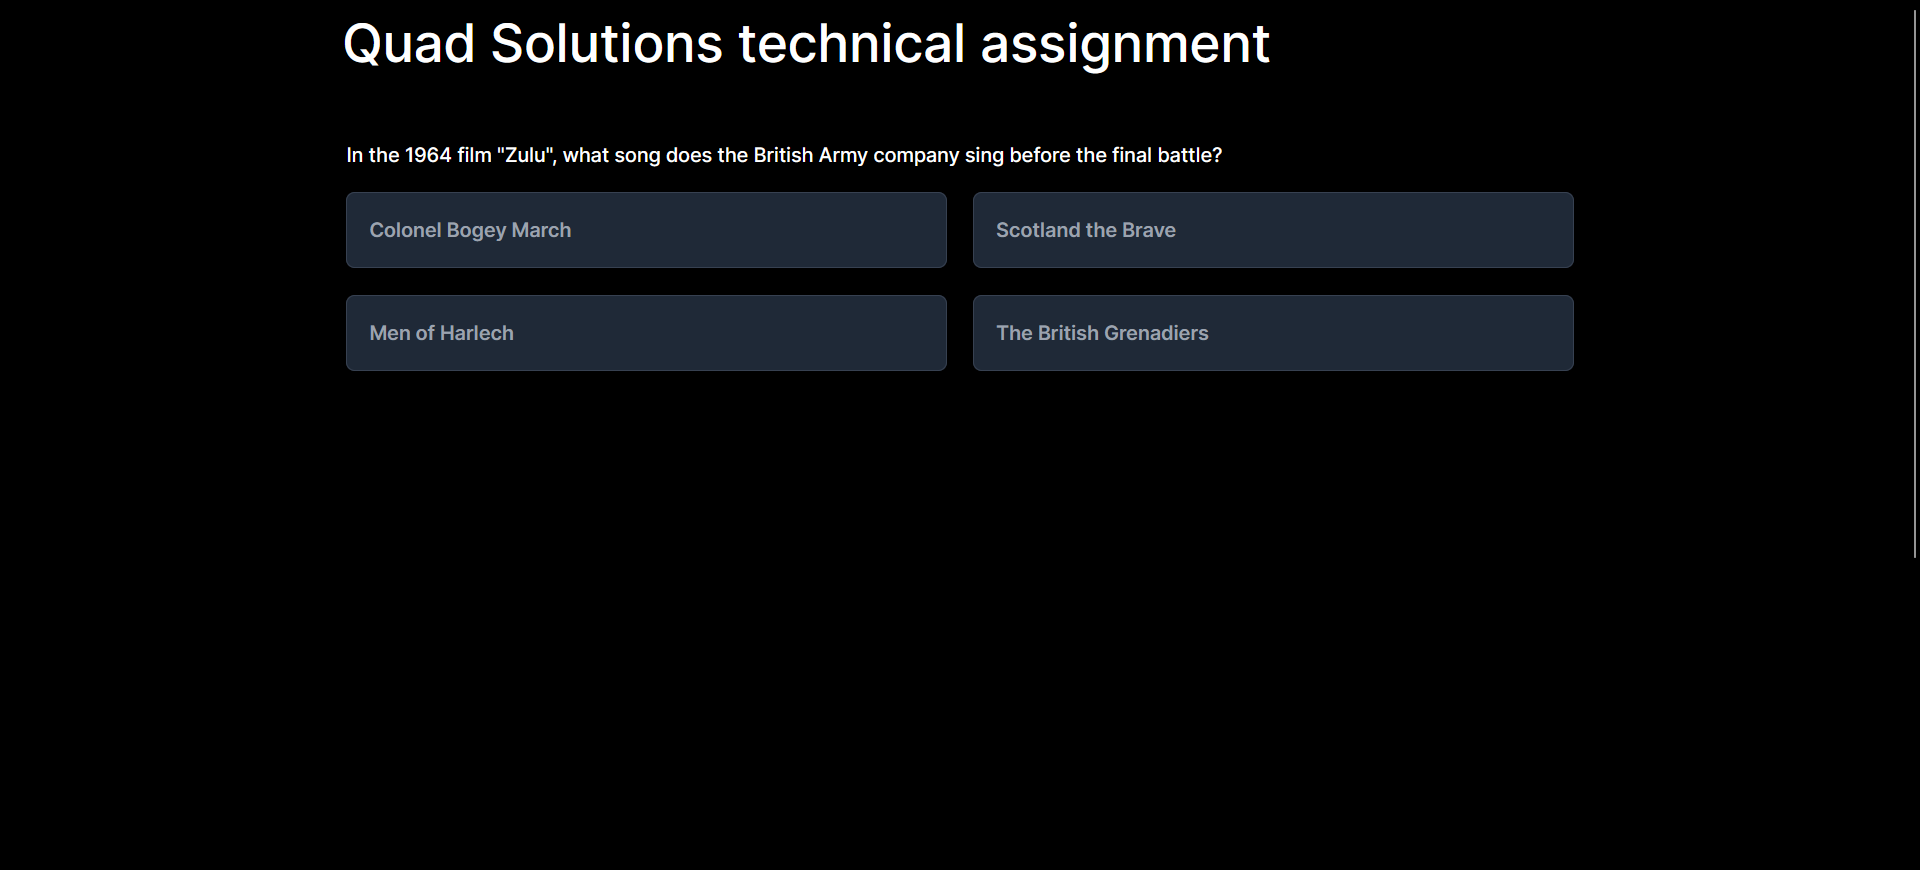 Quad Solutions technical assignment
In the 1964 film "Zulu", what song does the British Army company sing before the final battle?
Colonel Bogey March
Scotland the Brave
Men of Harlech
The British Grenadiers